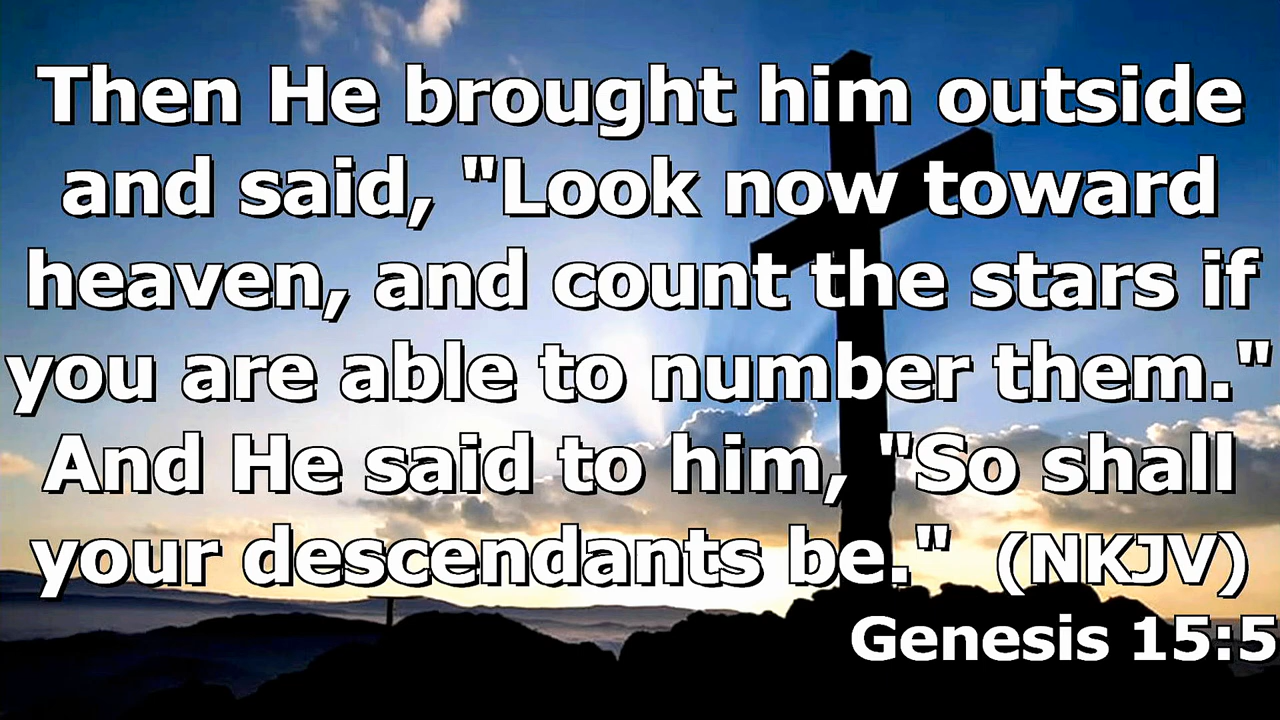 Then He brought him outside
and said, "Look now toward
heaven, and count the stars if
you are able to number them."
And He said to him, "So shall
your descendants be." (NKJV)
Genesis 15:5